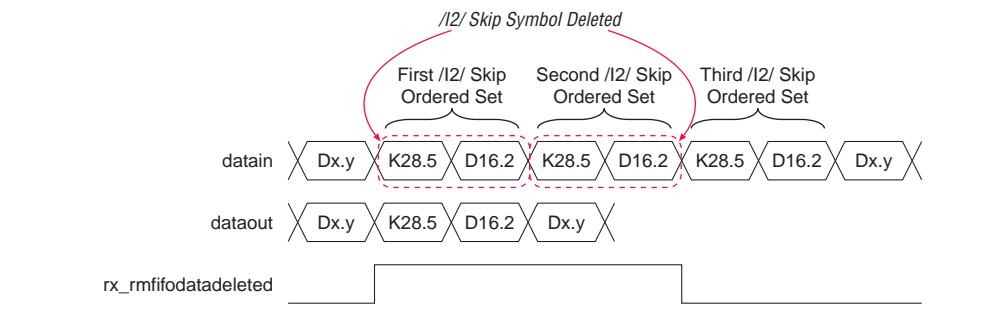 /I2/ Skip Symbol Deleted
First /I2/ Skip
Ordered Set
Second /I2/ Skip
Ordered Set
Third /I2/ Skip
Ordered Set
datain Dx.y K28.5 D16.2 K28.5 D16.2 K28.5 D16.2 Dx.y
dataout Dx.y K28.5 D16.2 Dx.y
rx_rmfifodatadeleted